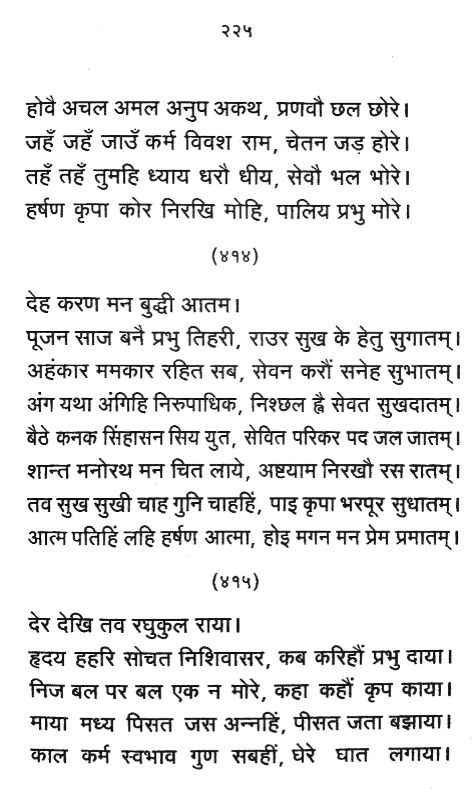 २२५
होवै अचल अमल अनुप अकथ, प्रणवौ छल छोरे।
जहँ जहँ जाउँ कर्म विवश राम, चेतन जड़ होरे।
तहँ तहँ तुमहि ध्याय धरौ धीय, सेवौ भल भोरे।
हर्षण कृपा कोर निरखि मोहि, पालिय प्रभु मोरे।
(४१४)
देह करण मन बुद्धी आतम।
पूजन साज बनै प्रभु तिहरी, राउर सुख के हेतु सुगातम्।
अहंकार ममकार रहित सब, सेवन करौं सनेह सुभातम्।
अंग यथा अंगिहि निरुपाधिक, निश्छल ह्वै सेवत सुखदातम्।
बैठे कनक सिंहासन सिय युत, सेवित परिकर पद जल जातम्।
शान्त मनोरथ मन चित लाये, अष्टयाम निरखौ रस रातम्।
तव सुख सुखी चाह गुनि चाहहिं, पाइ कृपा भरपूर सुधातम्।
आत्म पतिहिं लहि हर्षण आत्मा, होइ मगन मन प्रेम प्रमातम्।
(४१५)
देर देखि तव रघुकुल राया।
हृदय हहरि सोचत निशिवासर, कब करिहौं प्रभु दाया।
निज बल पर बल एक न मोरे, कहा कहौं कृप काया।
माया मध्य पिसत जस अन्नहिं, पीसत जता बझाया।
काल कर्म स्वभाव गुण सबहीं, घेरे घात लगाया।